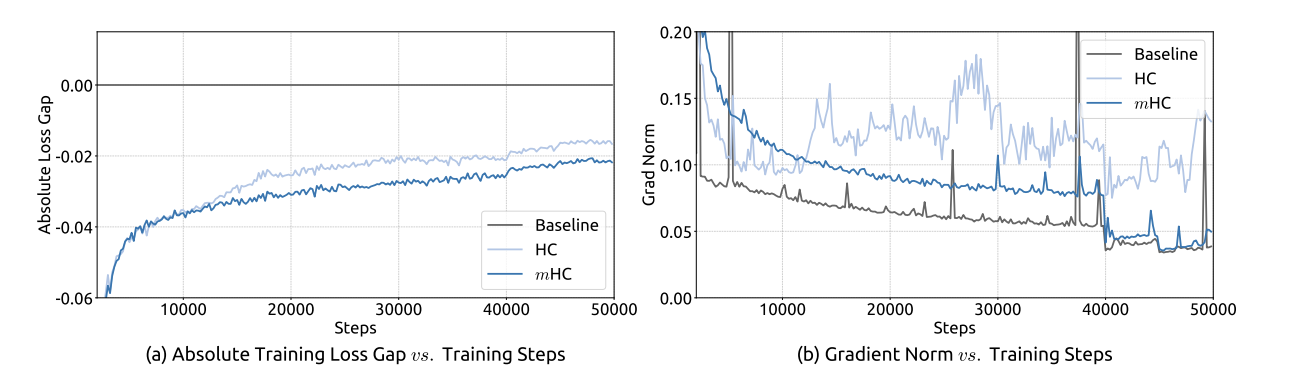 0.00
-0.02
-0.04
-0.06
Absolute Loss Gap
10000 20000 30000 40000 50000
Steps
Baseline
HC
mHC
(a) Absolute Training Loss Gap vs. Training Steps
0.20
0.15
0.10
0.05
0.00
Grad Norm
10000 20000 30000 40000 50000
Steps
Baseline
HC
mHC
(b) Gradient Norm vs. Training Steps